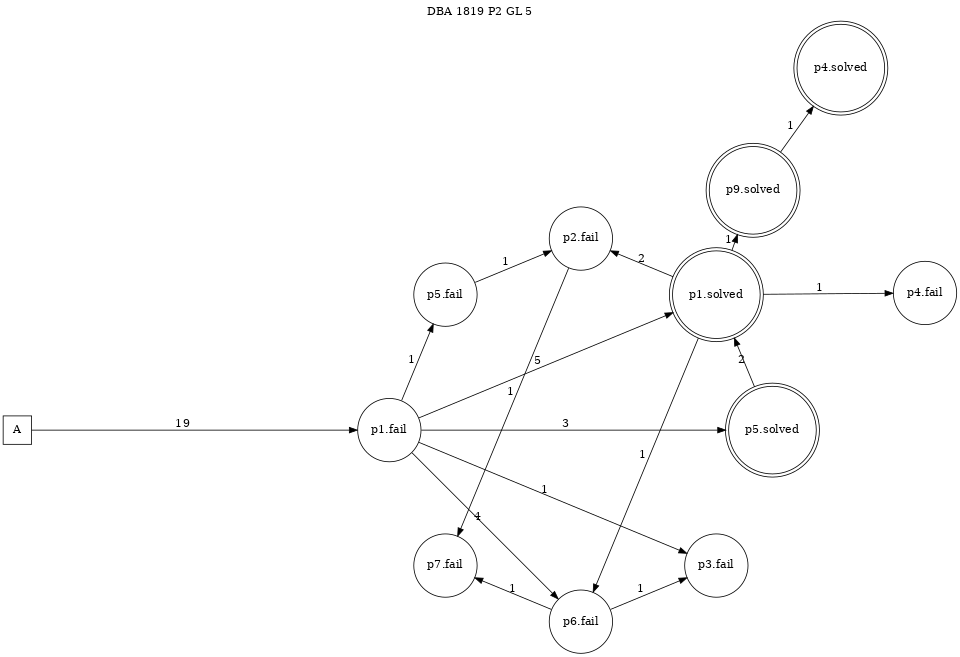 DBA 1819 P2 GL 5
p4.solved
1
p9.solved
p2.fail
1
1
2
p5.fail
p1.solved
1
p4.fail
1
5
2
1
A
19
p1.fail
3
p5.solved
1
1
4
p7.fail
p3.fail
1
1
p6.fail